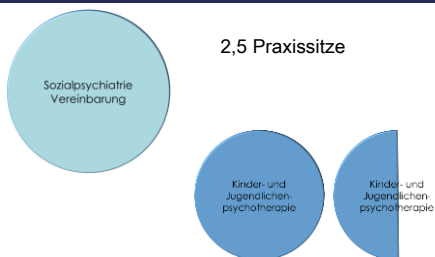 2,5 Praxissitze
Sozialpsychiatrie
Vereinbarung
Kinder- und
Jugendlichen-
psychotherapie
Kinder- und
Jugendlichen-
psychotherapie